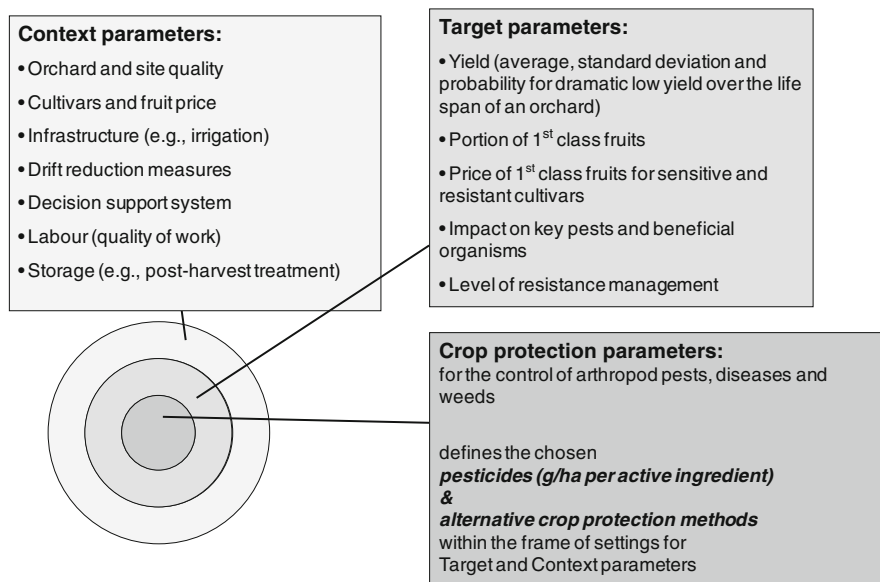 Context parameters:
• Orchard and site quality
• Cultivars and fruit price
• Infrastructure (e.g., irrigation)
• Drift reduction measures
• Decision support system
• Labour (quality of work)
• Storage (e.g., post-harvest treatment)
Target parameters:
• Yield (average, standard deviation and
probability for dramatic low yield over the life
span of an orchard)
• Portion of 1st class fruits
• Price of 1st class fruits for sensitive and
resistant cultivars
• Impact on key pests and beneficial
organisms
• Level of resistance management
Crop protection parameters:
for the control of arthropod pests, diseases and
weeds
defines the chosen
pesticides (g/ha per active ingredient)
&
alternative crop protection methods
within the frame of settings for
Target and Context parameters